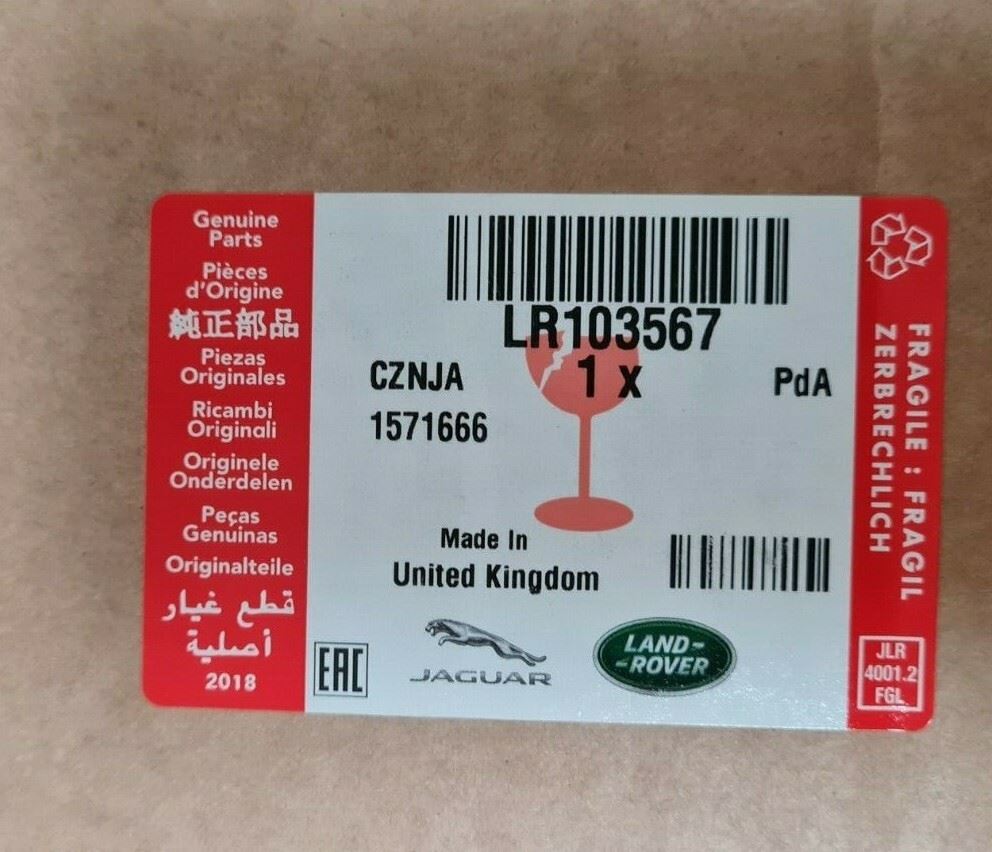 Genuine
Parts
Pièces
d'Origine
純正部品
Piezas
Originales
Ricambi
Originali
Originele
Onderdelen
Peças
Genuinas
Originalteile
قطع غيار
أصلية
2018
LR103567
1 x
CZNJA
PdA
1571666
Made In
United Kingdom
EAC
JAGUAR
LAND-
-ROVER
FRAGILE : FRAGIL
ZERBRECHLICH
JLR
4001.2
FGL